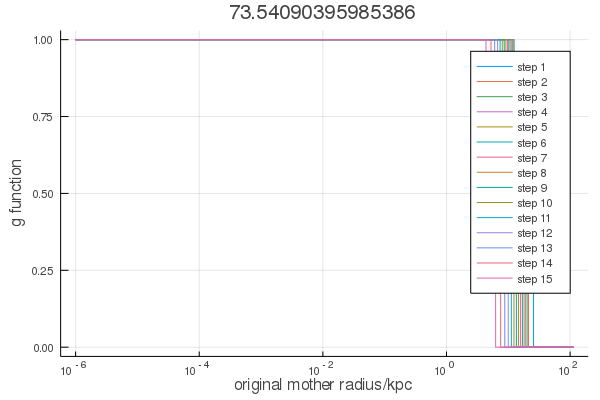 73.54090395985386
1.00
0.75
0.50
0.25
0.00
g function
step 1
step 2
step 3
step 4
step 5
step 6
step 7
step 8
step 9
step 10
step 11
step 12
step 13
step 14
step 15
10 -6 10 -4 10 -2 10 0 10 2
original mother radius/kpc